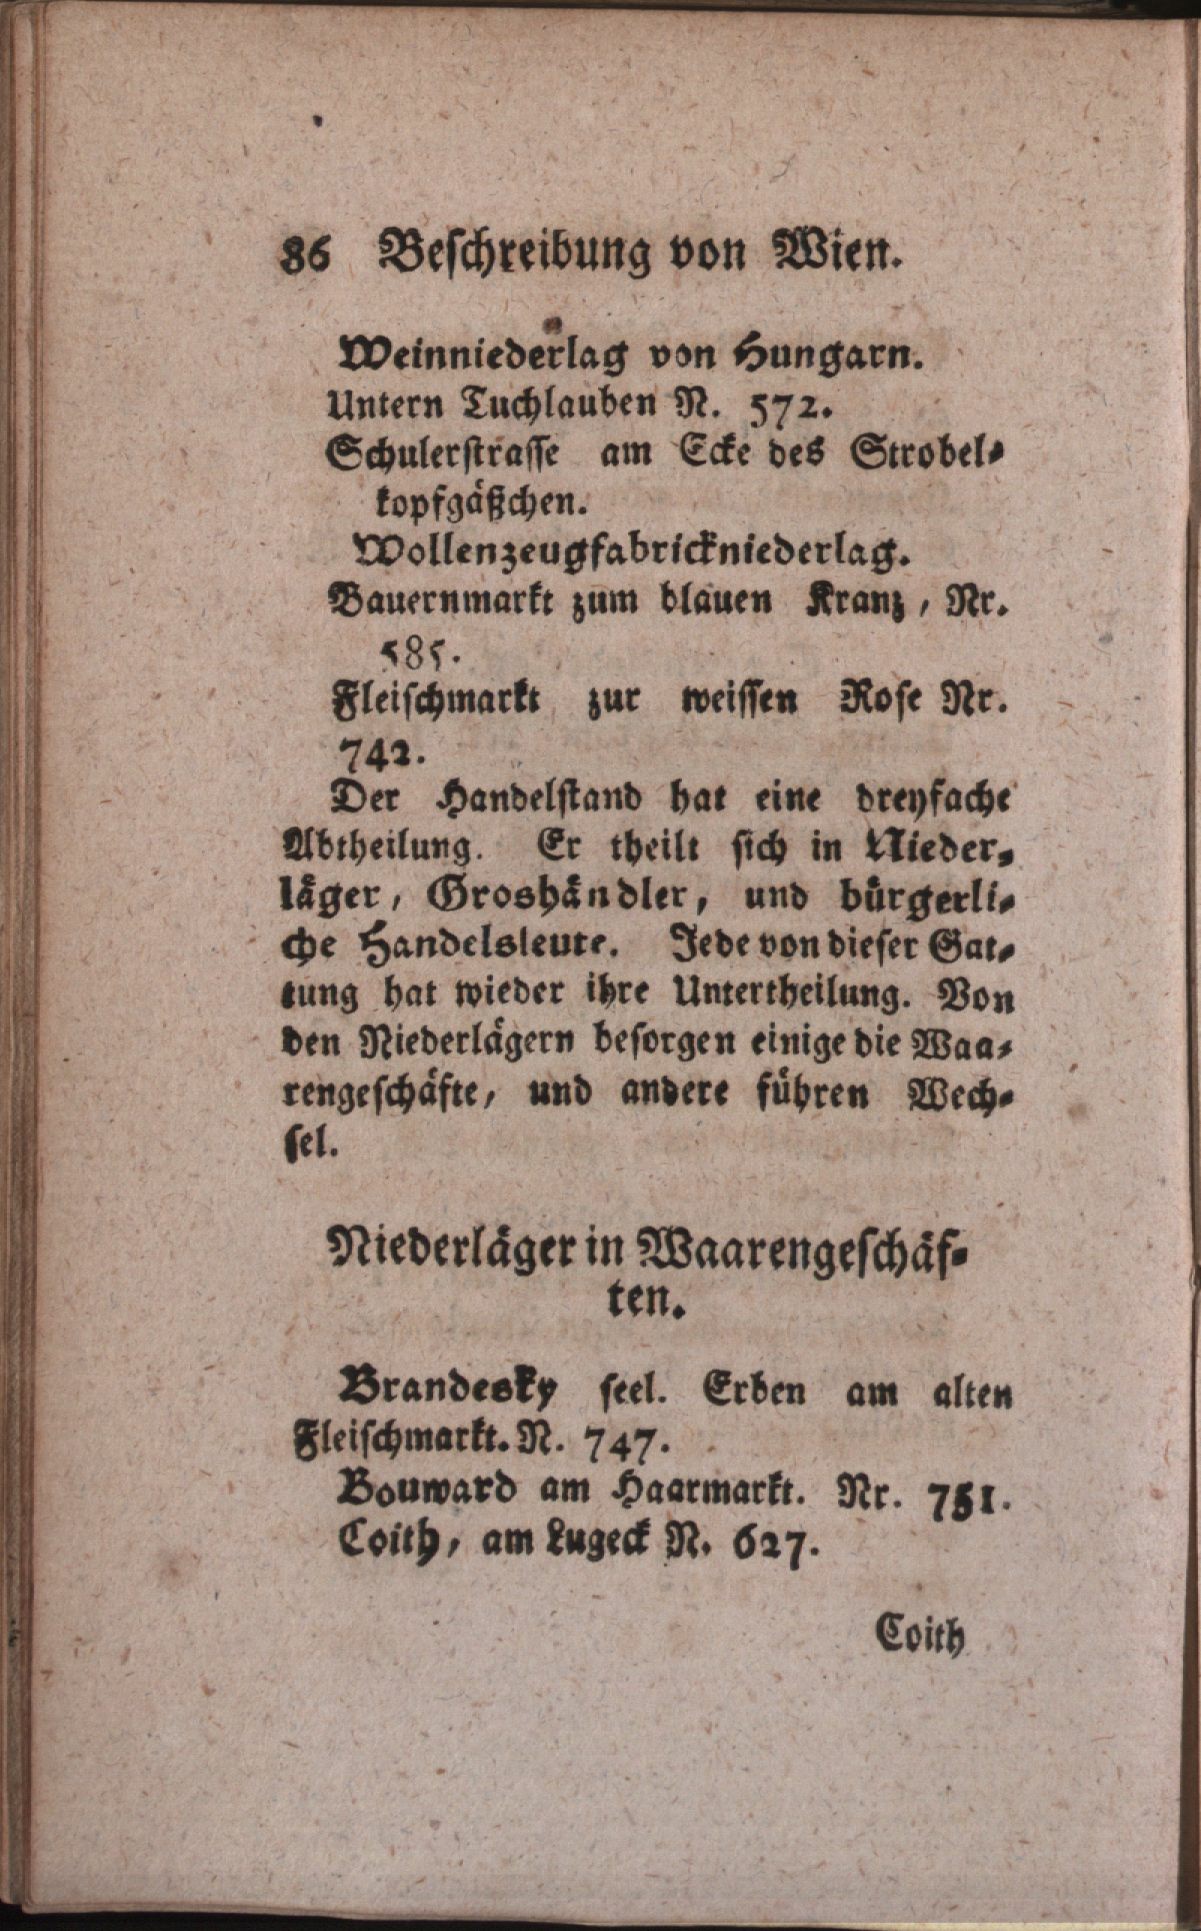 86 Beschreibung von Wien.
Weinniederlag von Hungarn.
Untern Tuchlauben N. 572.
Schulerstrasse am Ecke des Strobel-
kopfgäßchen.
Wollenzeugfabrickniederlag.
Bauernmarkt zum blauen Kranz, Nr.
585.
Fleischmarkt zur weissen Rose Nr.
742.
Der Handelstand hat eine dreyfache
Abtheilung. Er theilt sich in Nieder-
läger, Groshändler, und bürgerli-
che Handelsleute. Jede von dieser Gat-
tung hat wieder ihre Untertheilung. Von
den Niederlägern besorgen einige die Waa-
rengeschäfte, und andere führen Wech-
sel.
Niederläger in Waarengeschäf-
ten.
Brandesky seel. Erben am alten
Fleischmarkt. N. 747.
Bouward am Haarmarkt. Nr. 751.
Coith, am Lugeck N. 627.
Coith